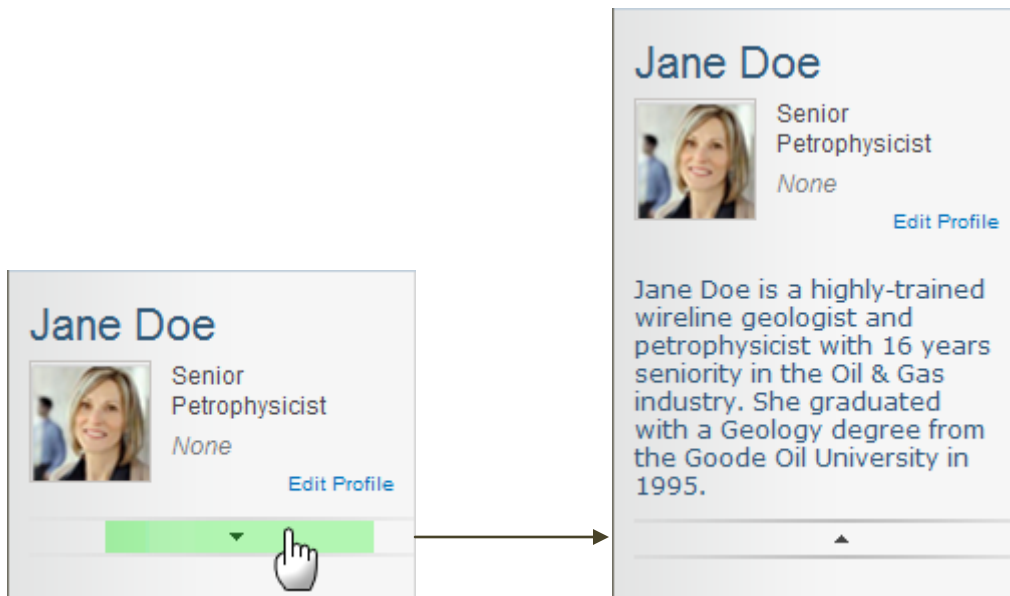 Jane Doe
Senior
Petrophysicist
None
Edit Profile
Jane Doe
Senior
Petrophysicist
None
Edit Profile
Jane Doe is a highly-trained
wireline geologist and
petrophysicist with 16 years
seniority in the Oil & Gas
industry. She graduated
with a Geology degree from
the Goode Oil University in
1995.